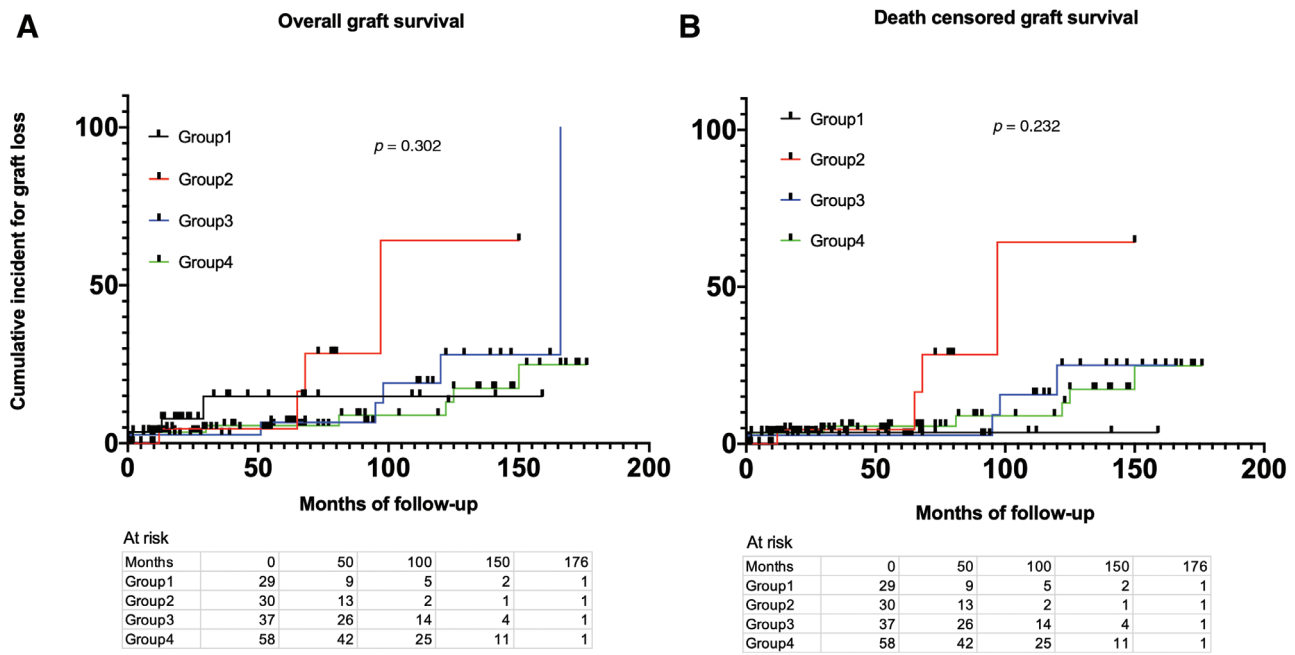 A
Overall graft survival
Cumulative incident for graft loss
100
50
0
Group1
Group2
Group3
Group4
p = 0.302
0 50 100 150 200
Months of follow-up
At risk
Months 0 50 100 150 176
Group1 29 9 5 2 1
Group2 30 13 2 1 1
Group3 37 26 14 4 1
Group4 58 42 25 11 1
B
Death censored graft survival
100
50
0
Group1
Group2
Group3
Group4
p = 0.232
0 50 100 150 200
Months of follow-up
At risk
Months 0 50 100 150 176
Group1 29 9 5 2 1
Group2 30 13 2 1 1
Group3 37 26 14 4 1
Group4 58 42 25 11 1